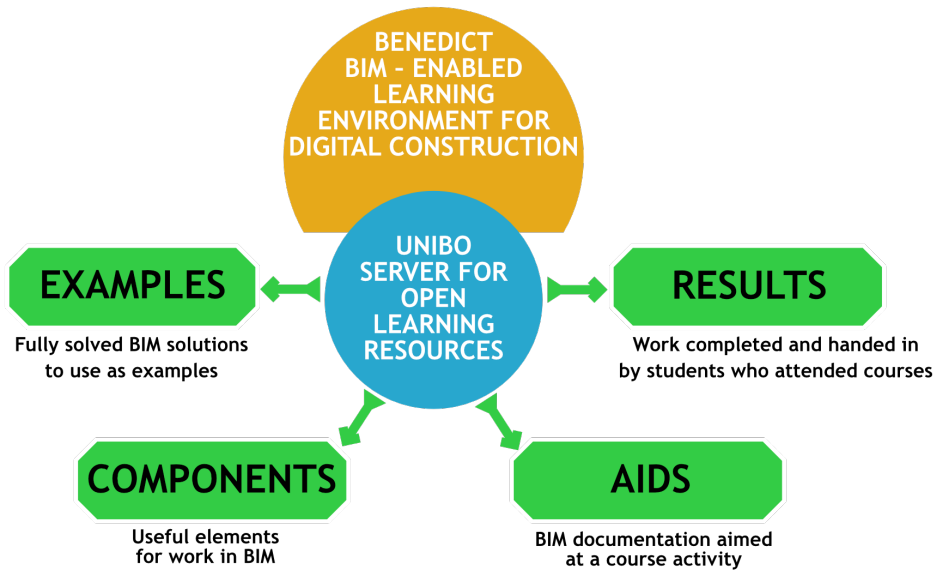 BENEDICT
BIM - ENABLED
LEARNING
ENVIRONMENT FOR
DIGITAL CONSTRUCTION
UNIBO
SERVER FOR
OPEN
LEARNING
RESOURCES
EXAMPLES
Fully solved BIM solutions
to use as examples
RESULTS
Work completed and handed in
by students who attended courses
COMPONENTS
Useful elements
for work in BIM
AIDS
BIM documentation aimed
at a course activity